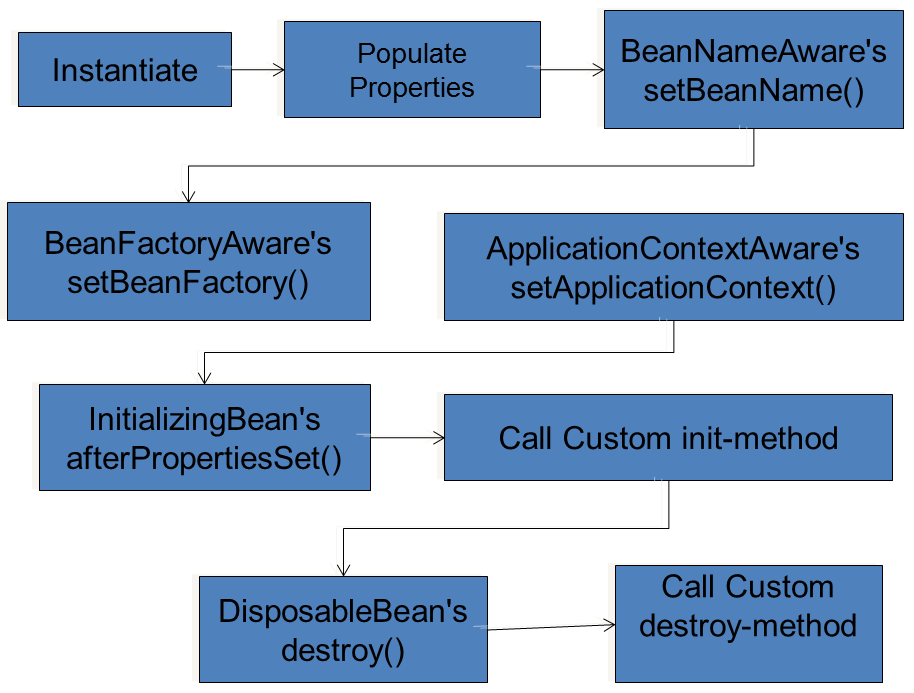 Instantiate
Populate
Properties
BeanNameAware's
setBeanName()
BeanFactoryAware's
setBeanFactory()
ApplicationContextAware's
setApplicationContext()
InitializingBean's
afterPropertiesSet()
Call Custom init-method
DisposableBean's
destroy()
Call Custom
destroy-method